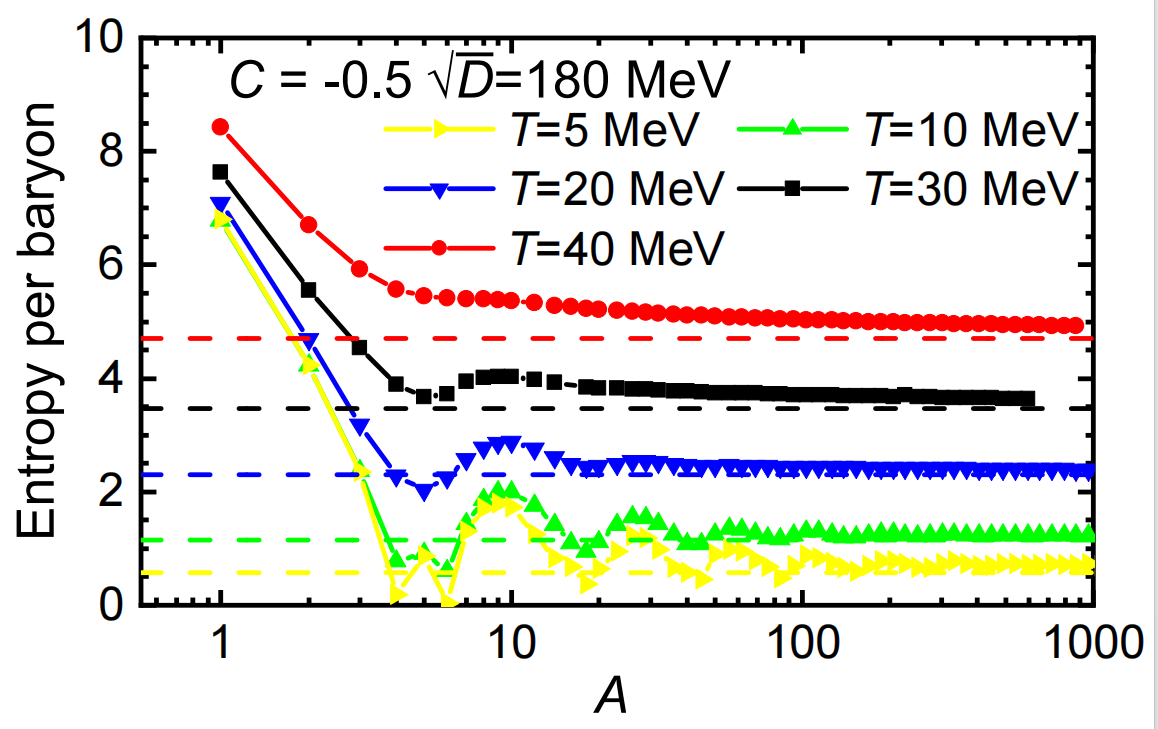 C = -0.5 √D=180 MeV
T=5 MeV T=10 MeV
T=20 MeV T=30 MeV
T=40 MeV
Entropy per baryon
10
8
6
4
2
0
1 10 100 1000
A